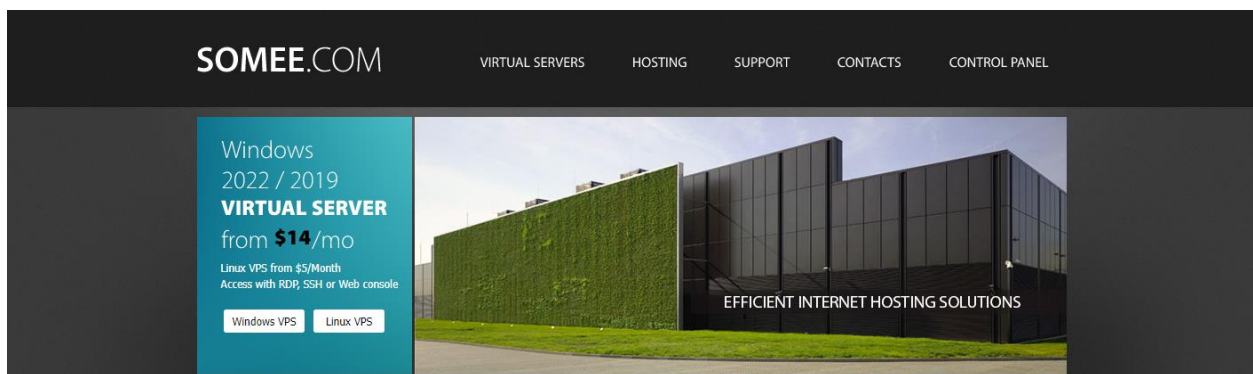 SOMEE.COM
VIRTUAL SERVERS HOSTING SUPPORT CONTACTS CONTROL PANEL
Windows
2022 / 2019
VIRTUAL SERVER
from $14/mo
Linux VPS from $5/Month
Access with RDP, SSH or Web console
Windows VPS Linux VPS
EFFICIENT INTERNET HOSTING SOLUTIONS